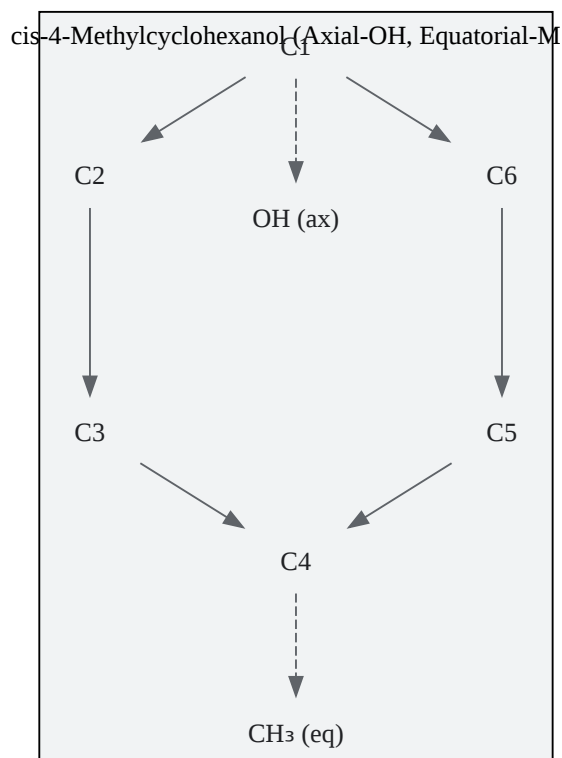 cis-4-Methylcyclohexanol (Axial-OH, Equatorial-M
C1
C2
C6
OH (ax)
C3
C5
C4
CH₃ (eq)